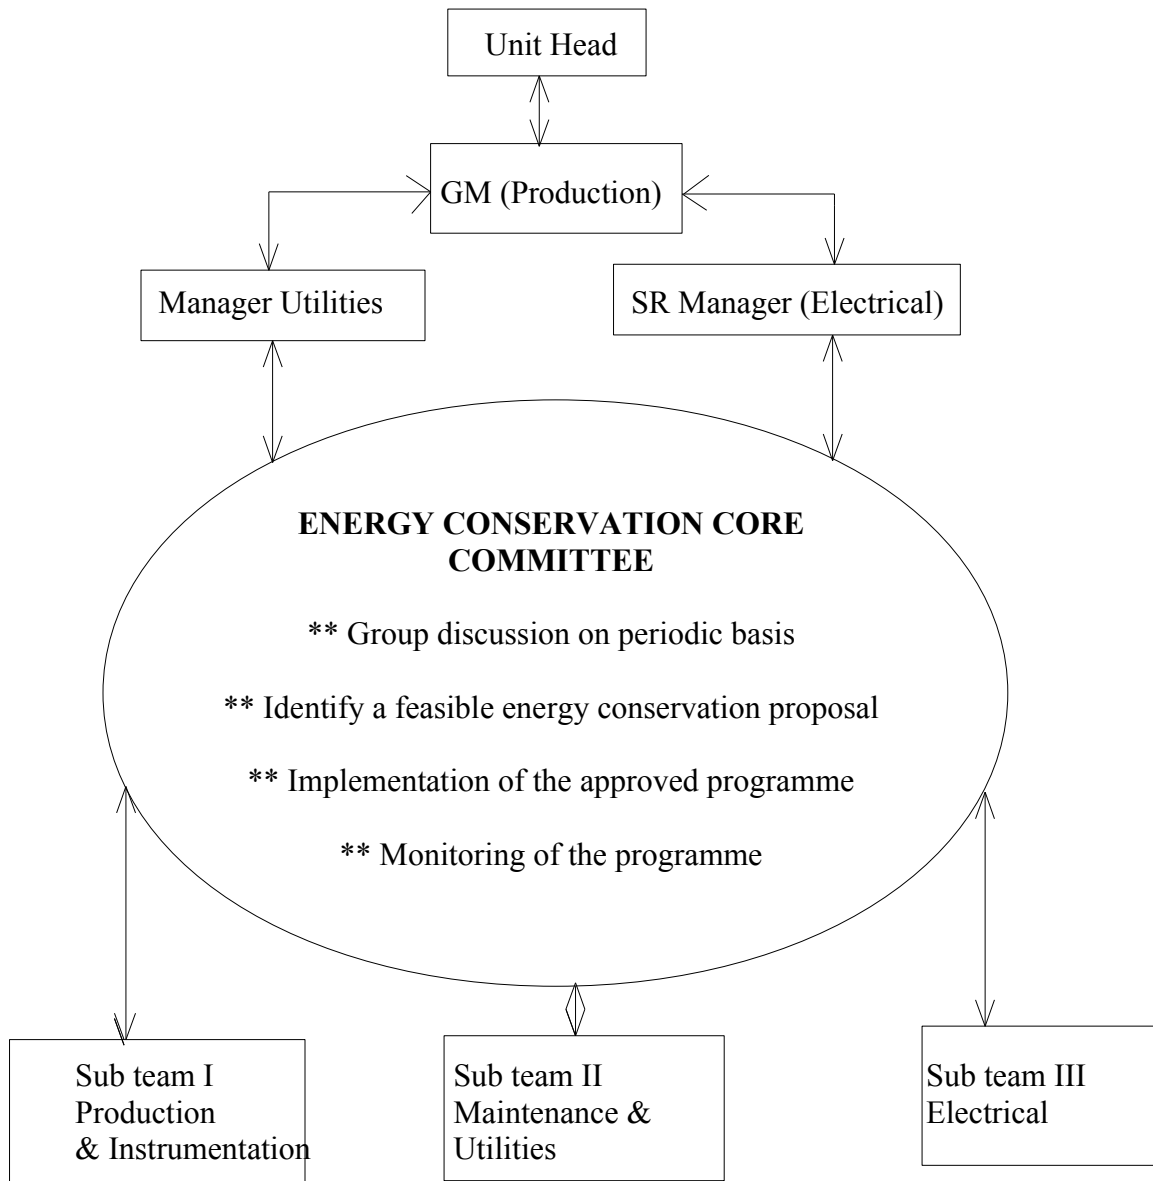 Unit Head
GM (Production)
Manager Utilities
SR Manager (Electrical)
ENERGY CONSERVATION CORE
COMMITTEE
** Group discussion on periodic basis
** Identify a feasible energy conservation proposal
** Implementation of the approved programme
** Monitoring of the programme
Sub team I
Production
& Instrumentation
Sub team II
Maintenance &
Utilities
Sub team III
Electrical